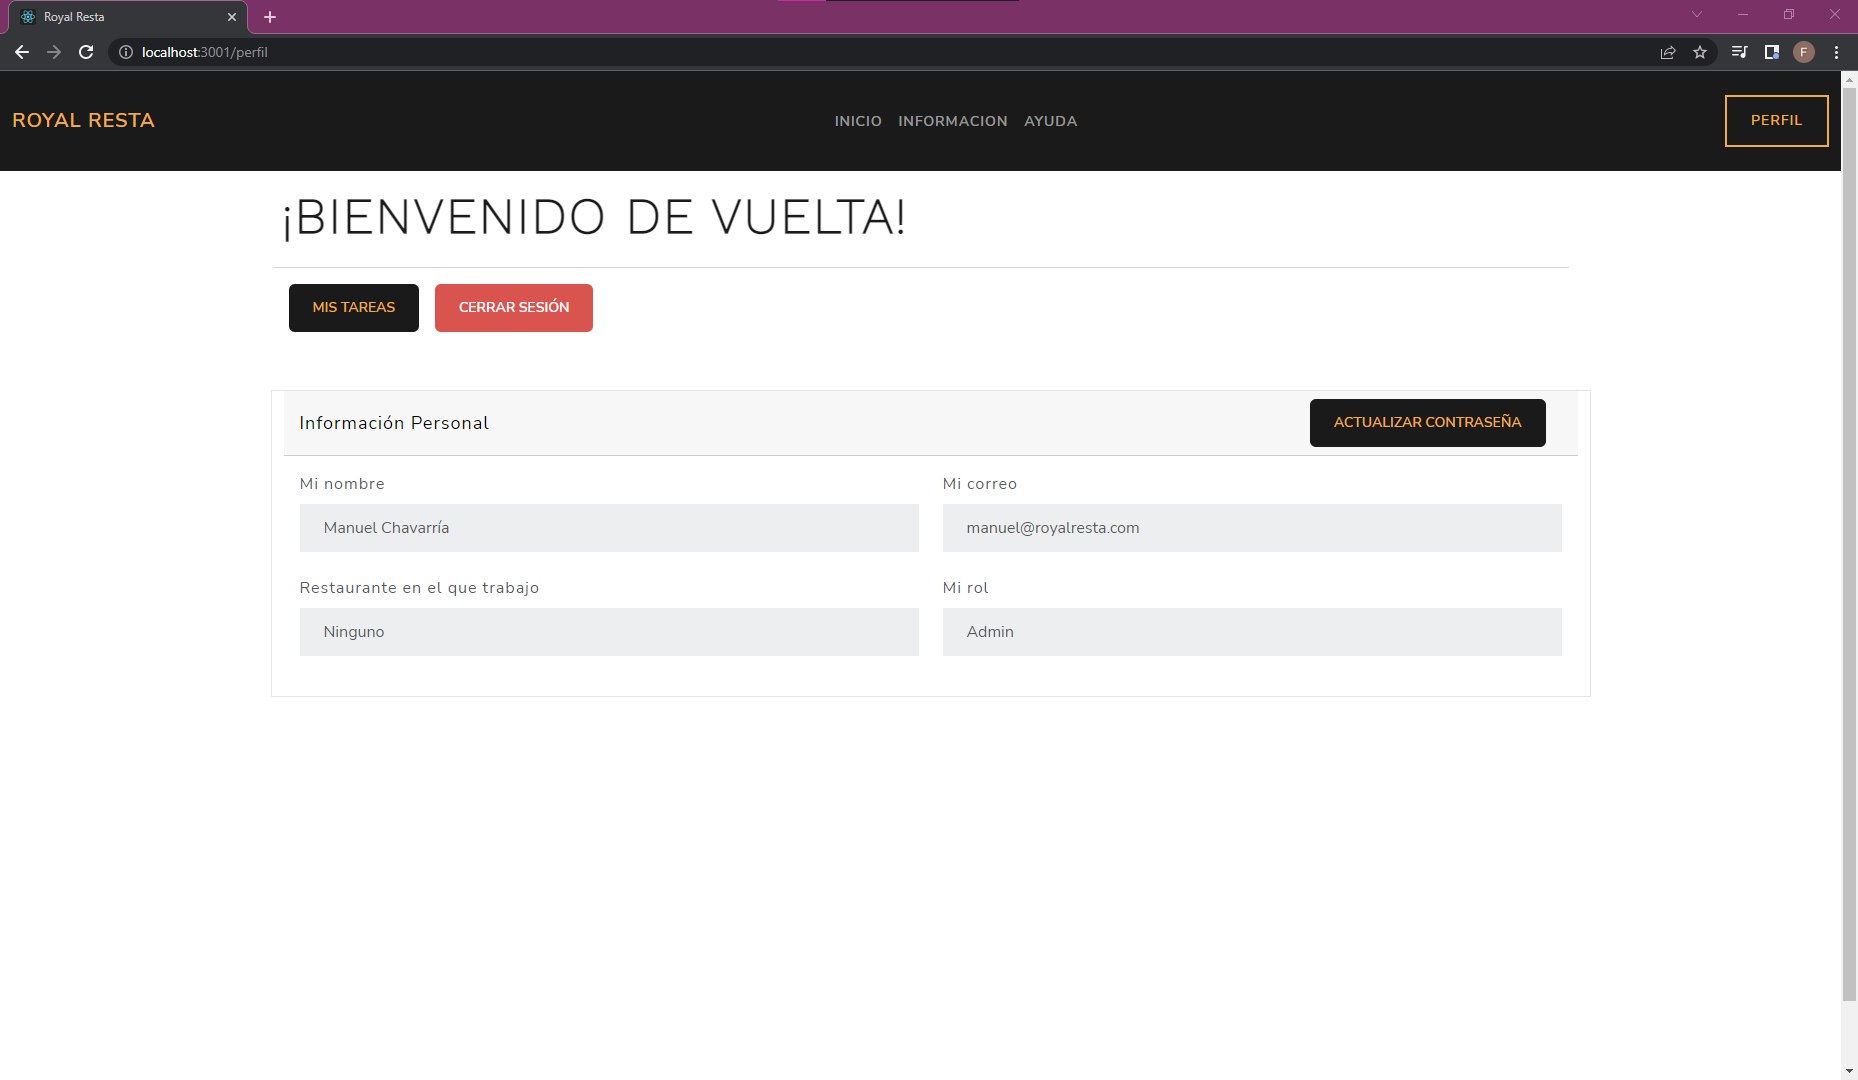 Royal Resta
localhost:3001/perfil
F
ROYAL RESTA
INICIO INFORMACION AYUDA
PERFIL
¡BIENVENIDO DE VUELTA!
MIS TAREAS
CERRAR SESIÓN
Información Personal
ACTUALIZAR CONTRASEÑA
Mi nombre
Mi correo
Manuel Chavarría
manuel@royalresta.com
Restaurante en el que trabajo
Mi rol
Ninguno
Admin